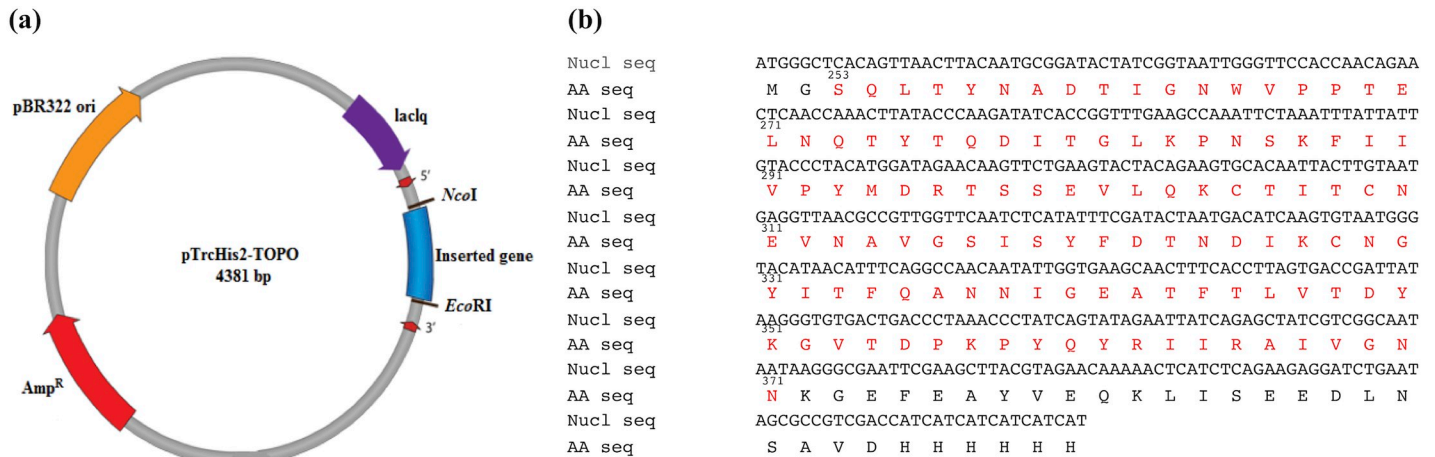 (a)
pBR322 ori
laclq
5′
NcoI
pTrcHis2-TOPO
4381 bp
Inserted gene
EcoRI
3′
AmpR
(b)
Nucl seq ATGGGCTCACAGTTAACTTACAATGCGGATACTATCGGTAATTGGGTTCCACCAACAGAA
253
AA seq M G S Q L T Y N A D T I G N W V P P T E
Nucl seq CTCAACCAAACTTATACCCAAGATATCACCGGTTTGAAGCCAAATTCTAAATTTATTATT
271
AA seq L N Q T Y T Q D I T G L K P N S K F I I
Nucl seq GTACCCTACATGGATAGAACAAGTTCTGAAGTACTACAGAAGTGCACAATTACTTGTAAT
291
AA seq V P Y M D R T S S E V L Q K C T I T C N
Nucl seq GAGGTTAACGCCGTTGGTTCAATCTCATATTTCGATACTAATGACATCAAGTGTAATGGG
311
AA seq E V N A V G S I S Y F D T N D I K C N G
Nucl seq TACATAACATTTCAGGCCAACAATATTGGTGAAGCAACTTTCACCTTAGTGACCGATTAT
331
AA seq Y I T F Q A N N I G E A T F T L V T D Y
Nucl seq AAGGGTGTGACTGACCCTAAACCCTATCAGTATAGAATTATCAGAGCTATCGTCGGCAAT
351
AA seq K G V T D P K P Y Q Y R I I R A I V G N
Nucl seq AATAAGGGCGAATTCGAAGCTTACGTAGAACAAAAACTCATCTCAGAAGAGGATCTGAAT
371
AA seq N K G E F E A Y V E Q K L I S E E D L N
Nucl seq AGCGCCGTCGACCATCATCATCATCATCAT
AA seq S A V D H H H H H H